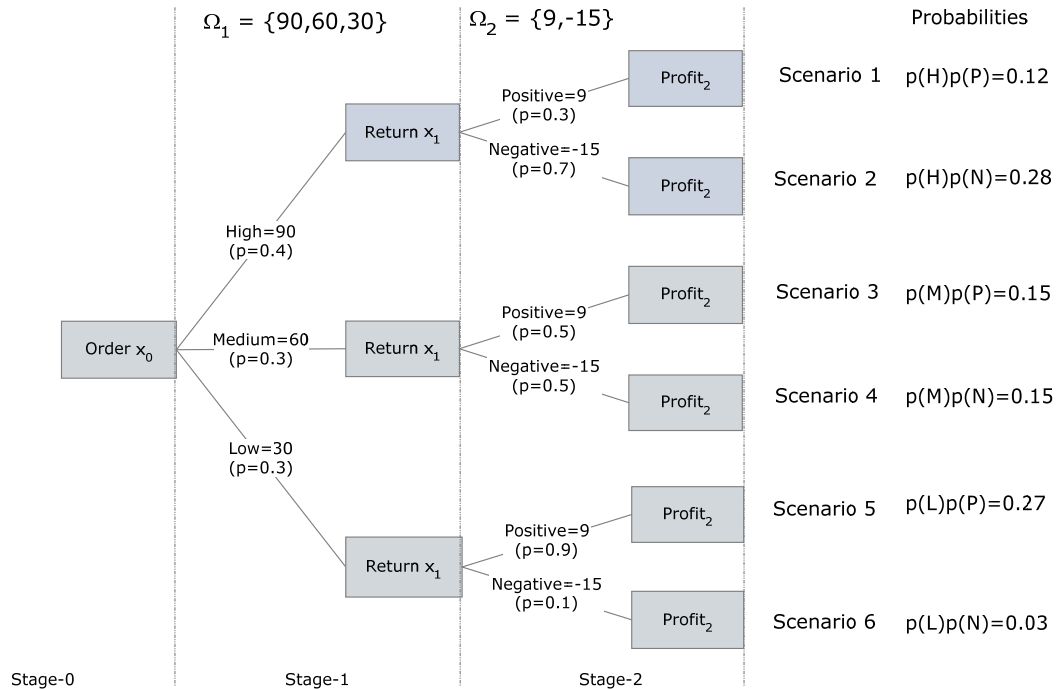 Ω₁ = {90,60,30}
Ω₂ = {9,-15}
Probabilities
Positive=9
(p=0.3)
Profit₂
Scenario 1
p(H)p(P)=0.12
Return x₁
Negative=-15
(p=0.7)
Profit₂
Scenario 2
p(H)p(N)=0.28
High=90
(p=0.4)
Positive=9
(p=0.5)
Profit₂
Scenario 3
p(M)p(P)=0.15
Order x₀
Medium=60
(p=0.3)
Return x₁
Negative=-15
(p=0.5)
Profit₂
Scenario 4
p(M)p(N)=0.15
Low=30
(p=0.3)
Positive=9
(p=0.9)
Profit₂
Scenario 5
p(L)p(P)=0.27
Return x₁
Negative=-15
(p=0.1)
Profit₂
Scenario 6
p(L)p(N)=0.03
Stage-0
Stage-1
Stage-2